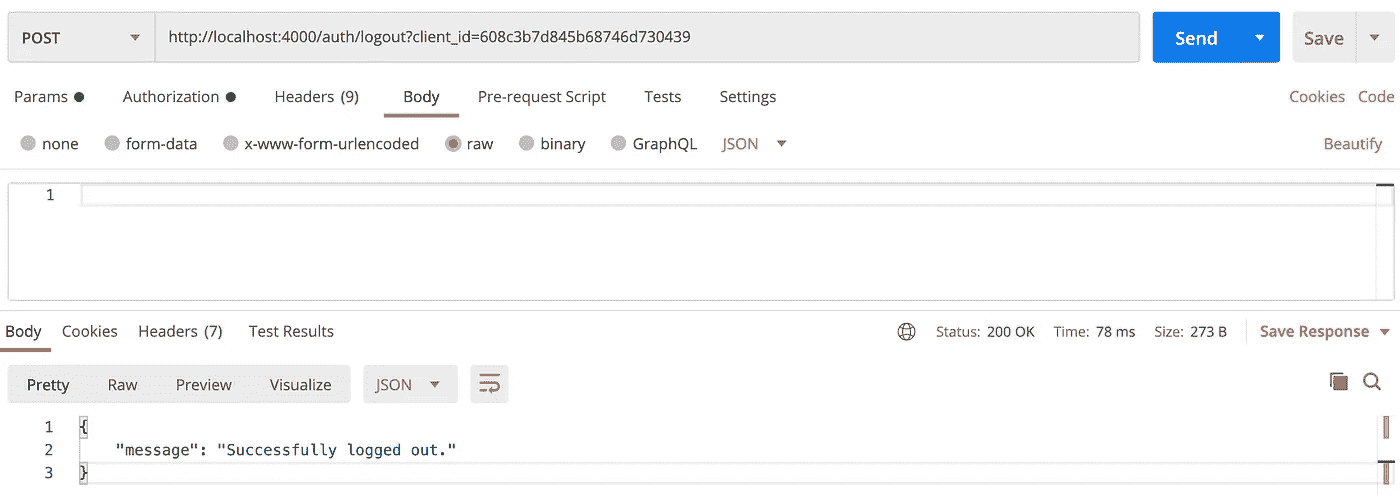 POST http://localhost:4000/auth/logout?client_id=608c3b7d845b68746d730439 Send Save
Params Authorization Headers (9) Body Pre-request Script Tests Settings Cookies Code
none form-data x-www-form-urlencoded raw binary GraphQL JSON Beautify
1
Body Cookies Headers (7) Test Results Status: 200 OK Time: 78 ms Size: 273 B Save Response
Pretty Raw Preview Visualize JSON
1 {
2 "message": "Successfully logged out."
3 }